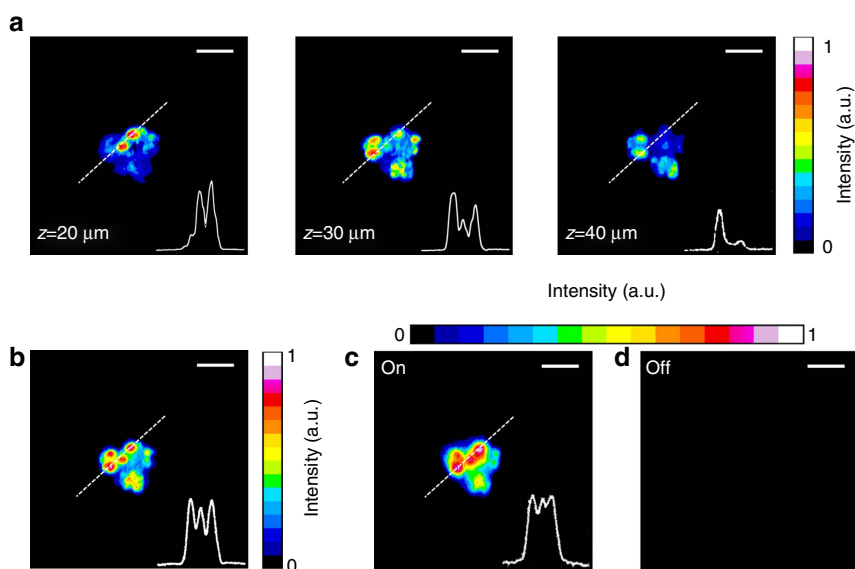 a
z=20 μm
z=30 μm
z=40 μm
1
Intensity (a.u.)
0
Intensity (a.u.)
0
1
b
1
Intensity (a.u.)
0
c
On
d
Off